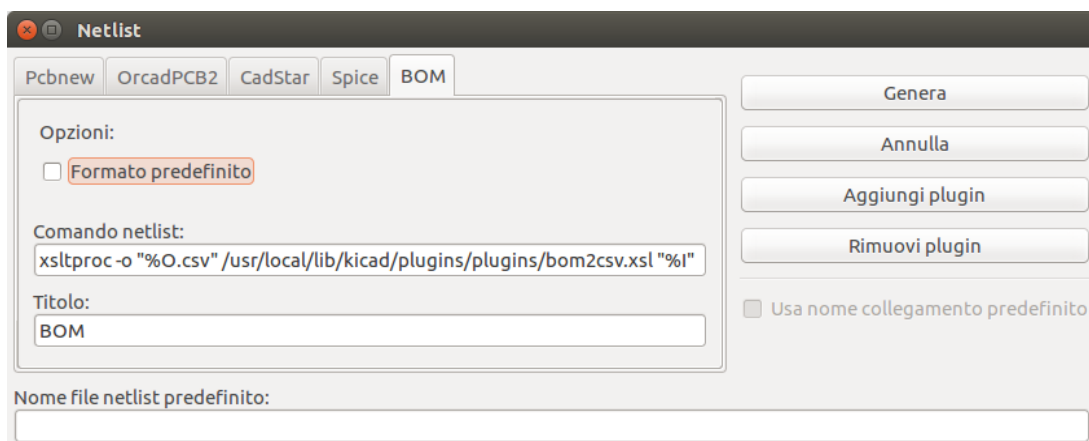 Netlist
Pcbnew OrcadPCB2 CadStar Spice BOM
Opzioni:
Formato predefinito
Comando netlist:
xsltproc -o "%O.csv" /usr/local/lib/kicad/plugins/plugins/bom2csv.xsl "%I"
Titolo:
BOM
Genera
Annulla
Aggiungi plugin
Rimuovi plugin
Usa nome collegamento predefinito
Nome file netlist predefinito: